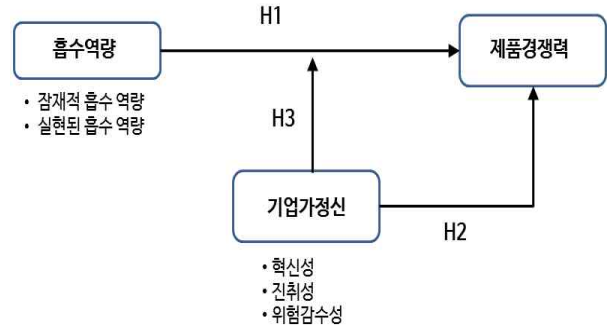 H1
흡수역량
제품경쟁력
• 잠재적 흡수 역량
• 실현된 흡수 역량
H3
기업가정신
H2
• 혁신성
• 진취성
• 위험감수성